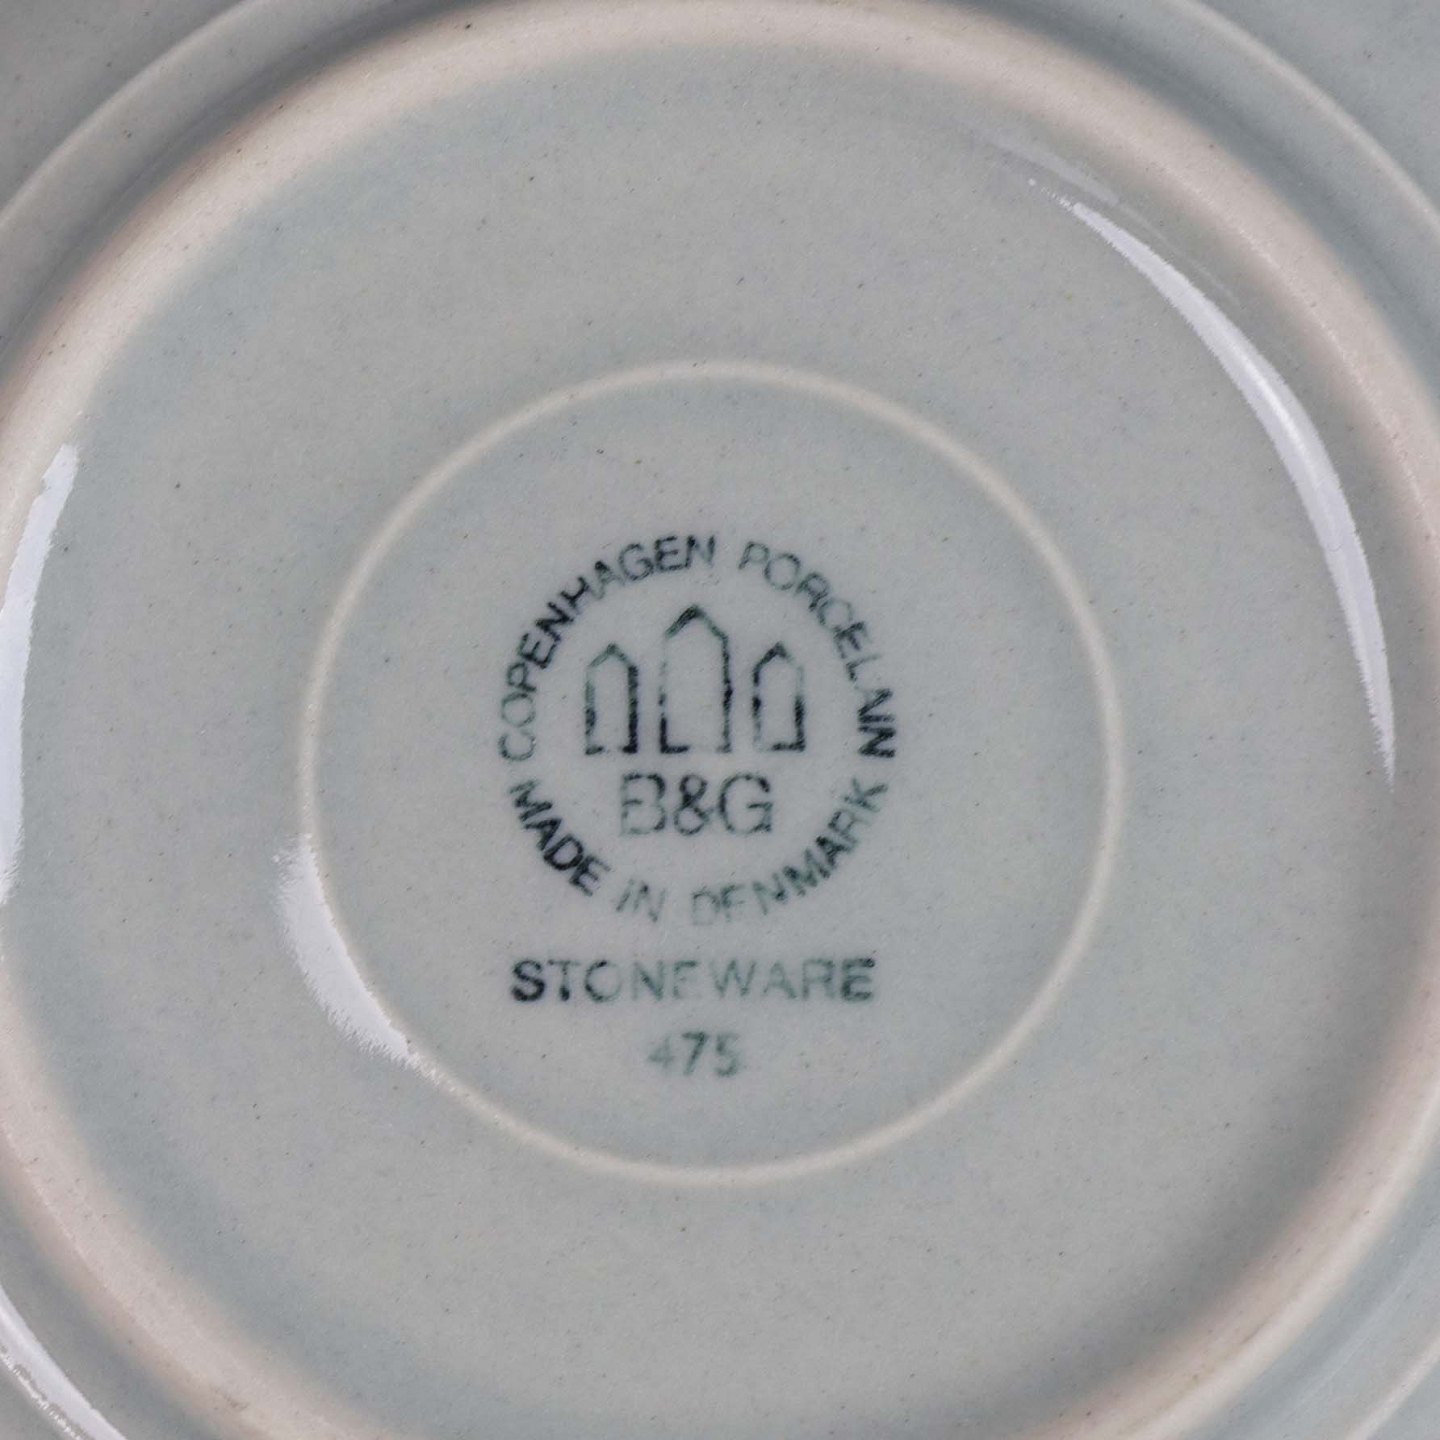 COPENHAGEN PORCELAIN
B&G
MADE IN DENMARK
STONEWARE
475